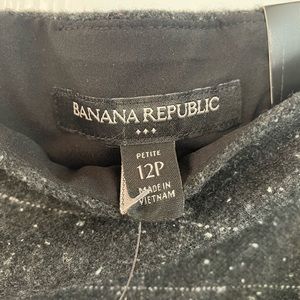 BANANA REPUBLIC
PETITE
12P
MADE IN
VIETNAM